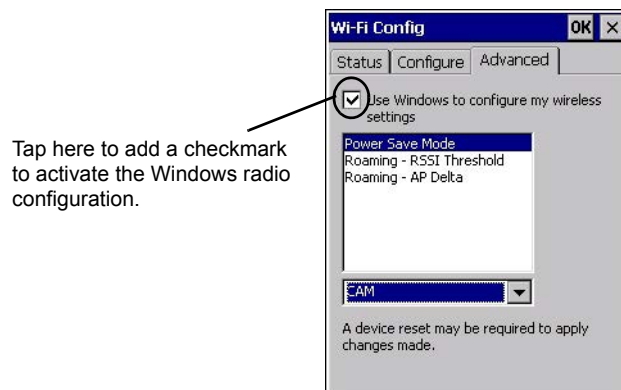 Wi-Fi Config OK ×
Status Configure Advanced
Use Windows to configure my wireless
settings
Tap here to add a checkmark
to activate the Windows radio
configuration.
Power Save Mode
Roaming - RSSI Threshold
Roaming - AP Delta
CAM
A device reset may be required to apply
changes made.